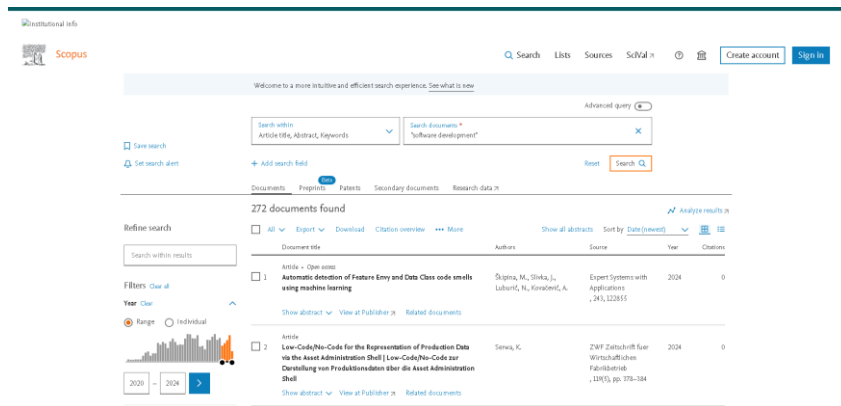 Institutional Info
Scopus
Search Lists Sources SciVal Create account Sign in
Welcome to a more intuitive and efficient search experience. See what is new
Advanced query
Search within
Article title, Abstract, Keywords
Search documents *
"software development"
Save search
Set search alert
+ Add search field
Reset Search
Beta
Documents Preprints Patents Secondary documents Research data
272 documents found
Analyze results
Refine search
Search within results
All Export Download Citation overview ••• More Show all abstracts Sort by Date (newest)
Document title Authors Source Year Citations
Filters Clear all
Year Clear
Range Individual
2020 – 2024
1 Article • Open access
Automatic detection of Feature Envy and Data Class code smells
using machine learning
Škipina, M., Slivka, J.,
Luburić, N., Kovačević, A.
Expert Systems with
Applications
, 243, 122855
2024 0
Show abstract View at Publisher Related documents
2 Article
Low-Code/No-Code for the Representation of Production Data
via the Asset Administration Shell | Low-Code/No-Code zur
Darstellung von Produktionsdaten über die Asset Administration
Shell
Serwa, K.
ZWF Zeitschrift fuer
Wirtschaftlichen
Fabrikbetrieb
, 119(5), pp. 378–384
2024 0
Show abstract View at Publisher Related documents